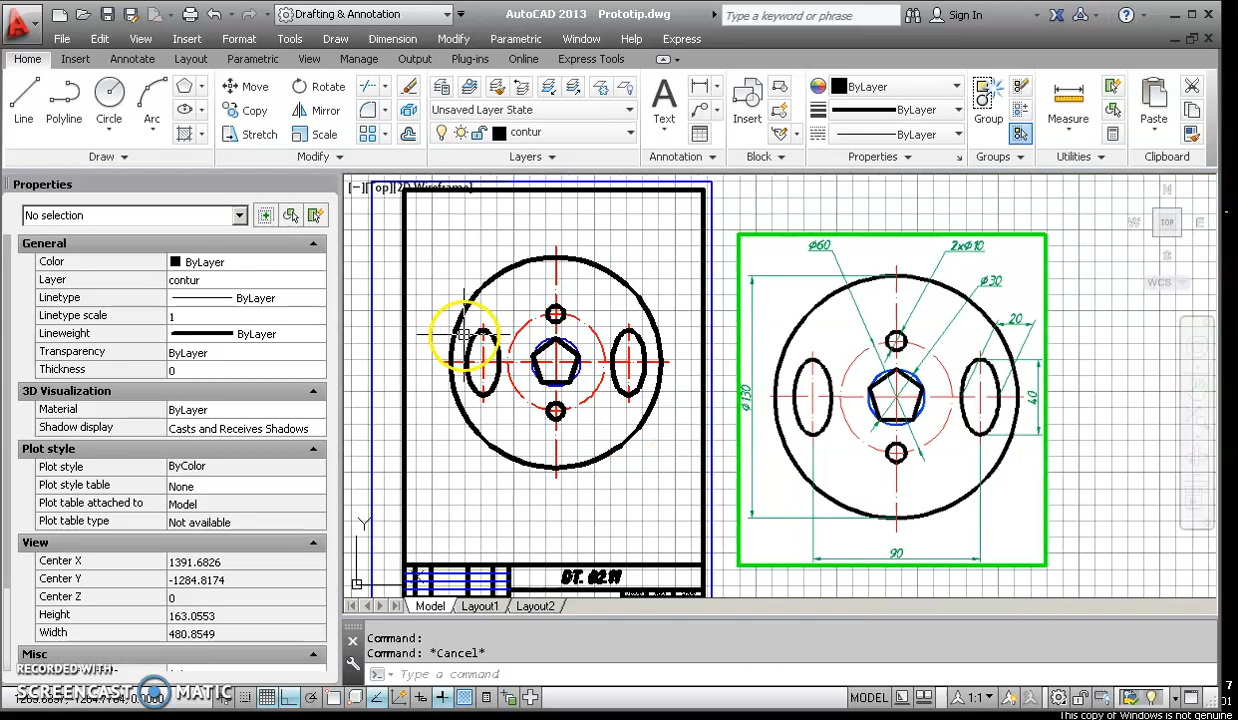 Drafting & Annotation
AutoCAD 2013 Prototip.dwg
Type a keyword or phrase
Sign In
File Edit View Insert Format Tools Draw Dimension Modify Parametric Window Help Express
Home Insert Annotate Layout Parametric View Manage Output Plug-ins Online Express Tools
Line Polyline Circle Arc
Move Rotate
Copy Mirror
Stretch Scale
Unsaved Layer State
contur
Text
Insert
ByLayer
ByLayer
ByLayer
Group
Measure
Paste
Draw Modify Layers Annotation Block Properties Groups Utilities Clipboard
Properties
No selection
General
Color ByLayer
Layer contur
Linetype ByLayer
Linetype scale 1
Lineweight ByLayer
Transparency ByLayer
Thickness 0
3D Visualization
Material ByLayer
Shadow display Casts and Receives Shadows
Plot style
Plot style ByColor
Plot style table None
Plot table attached to Model
Plot table type Not available
View
Center X 1391.6826
Center Y -1284.8174
Center Z 0
Height 163.0553
Width 480.8549
Misc
[−][Top][2D Wireframe]
N
W TOP E
S
WCS
Ø60
2xØ10
Ø30
20
Ø130
40
90
Y
X
DT. 02.11
Model Layout1 Layout2
Command:
Command: *Cancel*
Type a command
RECORDED WITH
SCREENCAST MATIC
MODEL
1:1
7
01
This copy of Windows is not genuine